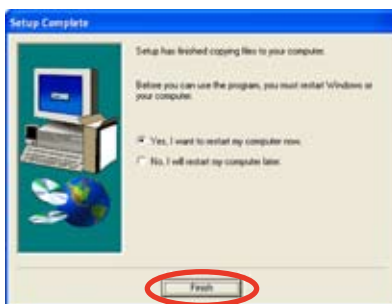 Setup Complete
Setup has finished copying files to your computer.
Before you can use the program, you must restart Windows or
your computer.
Yes, I want to restart my computer now.
No, I will restart my computer later.
Finish